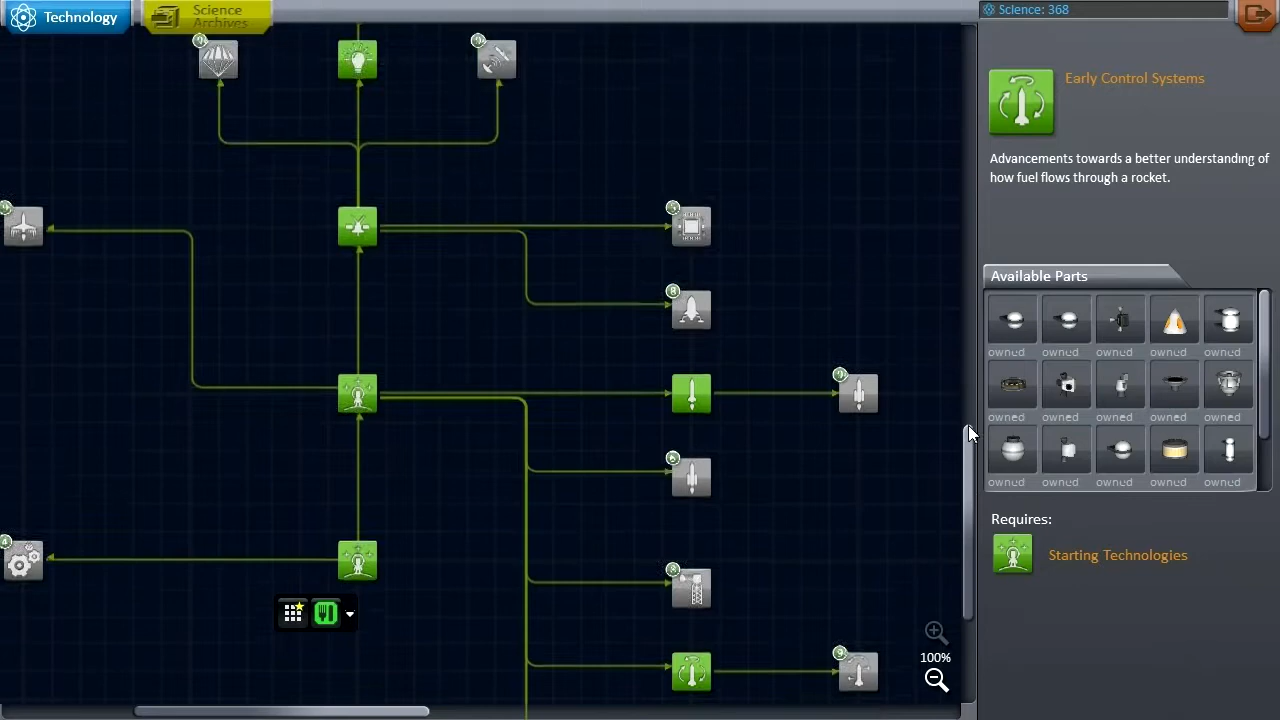 Technology
Science
Archives
Science: 368
Early Control Systems
Advancements towards a better understanding of
how fuel flows through a rocket.
Available Parts
owned owned owned owned owned
owned owned owned owned owned
owned owned owned owned owned
Requires:
Starting Technologies
100%